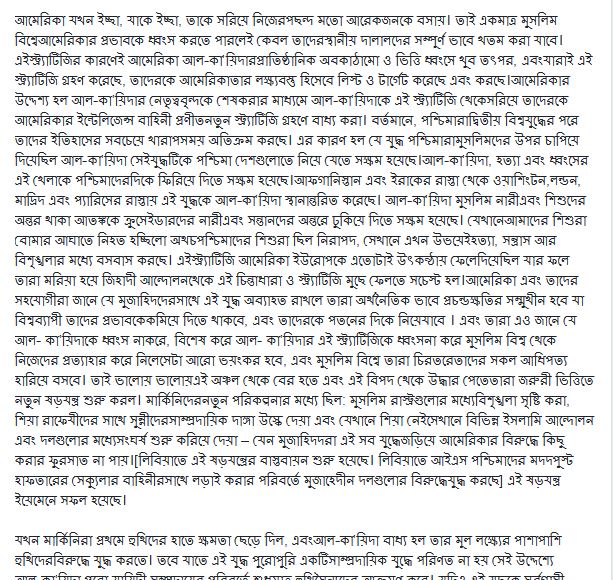 আমেরিকা যখন ইচ্ছা, যাকে ইচ্ছা, তাকে সরিয়ে নিজেরপছন্দ মতো আরেকজনকে বসায়। তাই একমাত্র মুসলিম
বিশ্বেআমেরিকার প্রভাবকে ধ্বংস করতে পারলেই কেবল তাদেরস্থানীয় দালালদের সম্পূর্ণ ভাবে খতম করা যাবে।
এইস্ট্র্যাটিজির কারণেই আমেরিকা আল-কা'য়িদারপ্রাতিষ্ঠানিক অবকাঠামো ও ভিত্তি ধ্বংসে খুব তৎপর, এবংযারাই এই
স্ট্র্যাটিজি গ্রহণ করেছে, তাদেরকে আমেরিকাতার লক্ষ্যবস্তু হিসেবে লিস্ট ও টার্গেট করেছে এবং করছে।আমেরিকার
উদ্দেশ্য হল আল-কা'য়িদার নেতৃত্ববৃন্দকে শেষকরার মাধ্যমে আল-কা'য়িদাকে এই স্ট্র্যাটিজি থেকেসরিয়ে তাদেরকে
আমেরিকার ইন্টেলিজেন্স বাহিনী প্রণীতনতুন স্ট্র্যাটিজি গ্রহণে বাধ্য করা। বর্তমানে, পশ্চিমারাদ্বিতীয় বিশ্বযুদ্ধের পরে
তাদের ইতিহাসের সবচেয়ে খারাপসময় অতিক্রম করছে। এর কারণ হল যে যুদ্ধ পশ্চিমারামুসলিমদের উপর চাপিয়ে
দিয়েছিল আল-কা'য়িদা সেইযুদ্ধটিকে পশ্চিমা দেশগুলোতে নিয়ে যেতে সক্ষম হয়েছে।আল-কা'য়িদা, হত্যা এবং ধ্বংসের
এই খেলাকে পশ্চিমাদেরদিকে ফিরিয়ে দিতে সক্ষম হয়েছে।আফগানিস্তান এবং ইরাকের রাস্তা থেকে ওয়াশিংটন,লন্ডন,
মাদ্রিদ এবং প্যারিসের রাস্তায় এই যুদ্ধকে আল-কা'য়িদা স্থানান্তরিত করেছে। আল-কা'য়িদা মুসলিম নারীএবং শিশুদের
অন্তর থাকা আতঙ্ককে ক্রুসেইডারদের নারীএবং সন্তানদের অন্তরে ঢুকিয়ে দিতে সক্ষম হয়েছে। যেখানেআমাদের শিশুরা
বোমার আঘাতে নিহত হচ্ছিলো অথচপশ্চিমাদের শিশুরা ছিল নিরাপদ, সেখানে এখন উভয়েইহত্যা, সন্ত্রাস আর
বিশৃঙ্খলার মধ্যে বসবাস করছে। এইস্ট্র্যাটিজি আমেরিকা ইউরোপকে এতোটাই উৎকন্ঠায় ফেলেদিয়েছিল যার ফলে
তারা মরিয়া হয়ে জিহাদী আন্দোলনথেকে এই চিন্তাধারা ও স্ট্র্যাটিজি মুছে ফেলতে সচেস্ট হল।আমেরিকা এবং তাদের
সহযোগীরা জানে যে মুজাহিদদেরসাথে এই যুদ্ধ অব্যাহত রাখলে তারা অর্থনৈতিক ভাবে প্রচন্ডক্ষতির সম্মুখীন হবে যা
বিশ্বব্যাপী তাদের প্রভাবকেকমিয়ে দিতে থাকবে, এবং তাদেরকে পতনের দিকে নিয়েযাবে । এবং তারা এও জানে যে
আল- কা'য়িদাকে ধ্বংস নাকরে, বিশেষ করে আল- কা'য়িদার এই স্ট্র্যাটিজিকে ধ্বংসনা করে মুসলিম বিশ্ব থেকে
নিজেদের প্রত্যাহার করে নিলেসেটা আরো ভয়ংকর হবে, এবং মুসলিম বিশ্বে তারা চিরতরেতাদের সকল আধিপত্য
হারিয়ে বসবে। তাই ভালোয় ভালোয়এই অঞ্চল থেকে বের হতে এবং এই বিপদ থেকে উদ্ধার পেতেতারা জরুরী ভিত্তিতে
নতুন ষড়যন্ত্র শুরু করল। মার্কিনিদেরনতুন পরিকল্পনার মধ্যে ছিল: মুসলিম রাস্ট্রগুলোর মধ্যেবিশৃঙ্খলা সৃষ্টি করা,
শিয়া রাফেযীদের সাথে সুন্নীদেরসাম্প্রদায়িক দাঙ্গা উস্কে দেয়া এবং যেখানে শিয়া নেইসেখানে বিভিন্ন ইসলামি আন্দোলন
এবং দলগুলোর মধ্যেসংঘর্ষ শুরু করিয়ে দেয়া – যেন মুজাহিদদরা এই সব যুদ্ধেজড়িয়ে আমেরিকার বিরুদ্ধে কিছু
করার ফুরসাত না পায়।[লিবিয়াতে এই ষড়যন্ত্রের বাস্তবায়ন শুরু হয়েছে। লিবিয়াতে আইএস পশ্চিমাদের মদদপুস্ট
হাফতারের সেক্যুলার বাহিনীরসাথে লড়াই করার পরিবর্তে মুজাহেদীন দলগুলোর বিরুদ্ধেযুদ্ধ করছে] এই ষড়যন্ত্র
ইয়েমেনে সফল হয়েছে।
যখন মার্কিনিরা প্রথমে হুথিদের হাতে ক্ষমতা ছেড়ে দিল, এবংআল-কা'য়িদা বাধ্য হল তার মূল লক্ষ্যের পাশাপাশি
হুথিদেরবিরুদ্ধে যুদ্ধ করতে। তবে যাতে এই যুদ্ধ পুরোপুরি একটিসাম্প্রদায়িক যুদ্ধে পরিণত না হয় সেই উদ্দেশ্যে